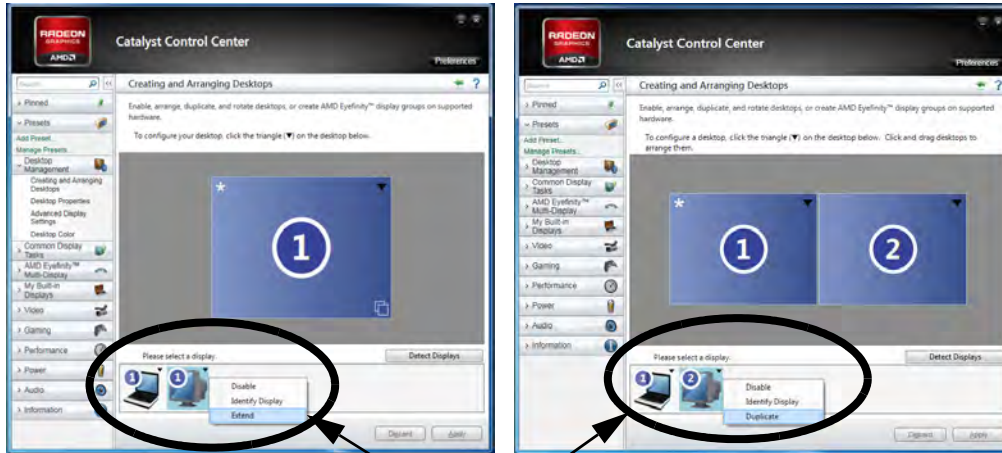 RADEON
GRAPHICS
AMD
Catalyst Control Center
Preferences
Search
Creating and Arranging Desktops
Pinned
Presets
Add Preset...
Manage Presets...
Desktop
Management
Creating and Arranging
Desktops
Desktop Properties
Advanced Display
Settings
Desktop Color
Common Display
Tasks
AMD Eyefinity™
Multi-Display
My Built-in
Displays
Video
Gaming
Performance
Power
Audio
Information
Enable, arrange, duplicate, and rotate desktops, or create AMD Eyefinity™ display groups on supported
hardware.
To configure your desktop, click the triangle (▼) on the desktop below.
1
Please select a display.
Detect Displays
1
1
Disable
Identify Display
Extend
Discard
Apply
RADEON
GRAPHICS
AMD
Catalyst Control Center
Preferences
Search
Creating and Arranging Desktops
Pinned
Presets
Add Preset...
Manage Presets...
Desktop
Management
Common Display
Tasks
AMD Eyefinity™
Multi-Display
My Built-in
Displays
Video
Gaming
Performance
Power
Audio
Information
Enable, arrange, duplicate, and rotate desktops, or create AMD Eyefinity™ display groups on supported
hardware.
To configure a desktop, click the triangle (▼) on the desktop below. Click and drag desktops to
arrange them.
1
2
Please select a display.
Detect Displays
1
2
Disable
Identify Display
Duplicate
Discard
Apply